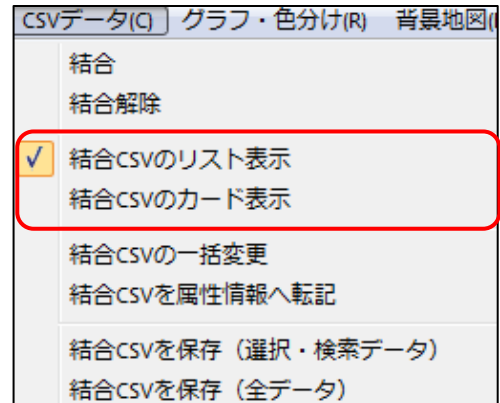 CSVデータ(C) グラフ・色分け(R) 背景地図(
結合
結合解除
√ 結合CSVのリスト表示
結合CSVのカード表示
結合CSVの一括変更
結合CSVを属性情報へ転記
結合CSVを保存（選択・検索データ）
結合CSVを保存（全データ）